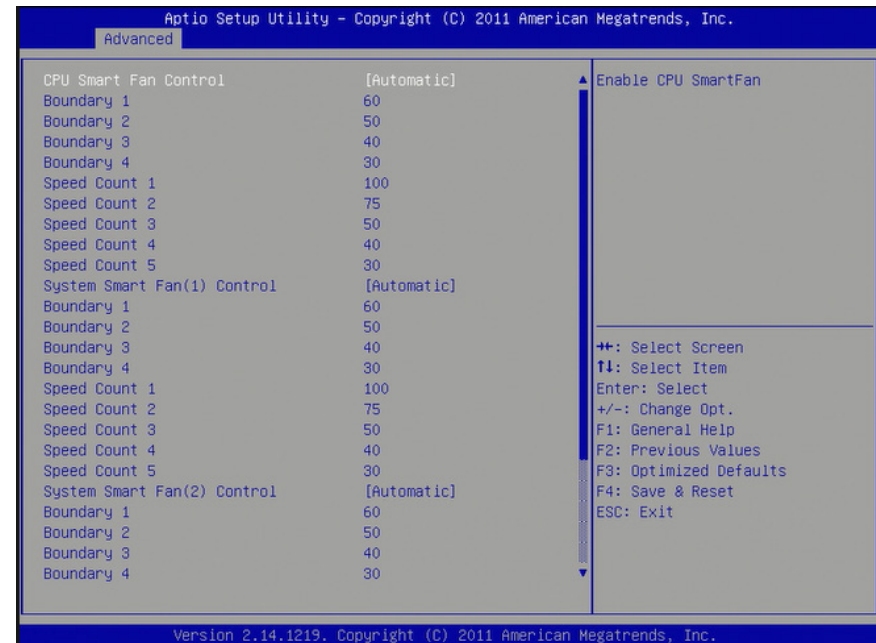 Aptio Setup Utility – Copyright (C) 2011 American Megatrends, Inc.
Advanced
CPU Smart Fan Control [Automatic]
Boundary 1 60
Boundary 2 50
Boundary 3 40
Boundary 4 30
Speed Count 1 100
Speed Count 2 75
Speed Count 3 50
Speed Count 4 40
Speed Count 5 30
System Smart Fan(1) Control [Automatic]
Boundary 1 60
Boundary 2 50
Boundary 3 40
Boundary 4 30
Speed Count 1 100
Speed Count 2 75
Speed Count 3 50
Speed Count 4 40
Speed Count 5 30
System Smart Fan(2) Control [Automatic]
Boundary 1 60
Boundary 2 50
Boundary 3 40
Boundary 4 30
Enable CPU SmartFan
→←: Select Screen
↑↓: Select Item
Enter: Select
+/-: Change Opt.
F1: General Help
F2: Previous Values
F3: Optimized Defaults
F4: Save & Reset
ESC: Exit
Version 2.14.1219. Copyright (C) 2011 American Megatrends, Inc.